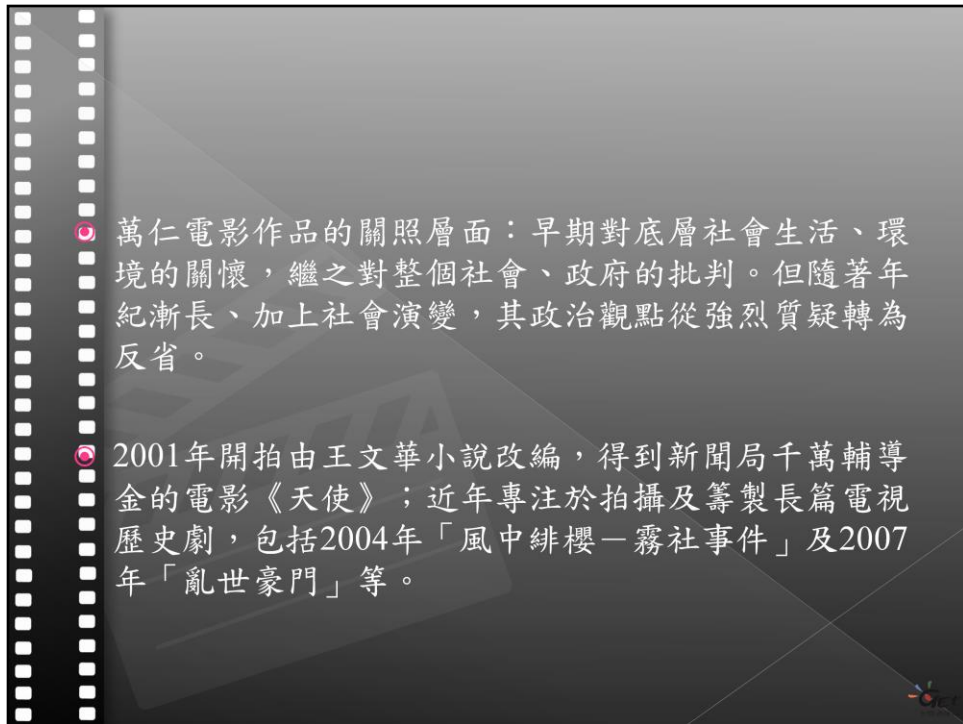 萬仁電影作品的關照層面：早期對底層社會生活、環
境的關懷，繼之對整個社會、政府的批判。但隨著年
紀漸長、加上社會演變，其政治觀點從強烈質疑轉為
反省。
2001年開拍由王文華小說改編，得到新聞局千萬輔導
金的電影《天使》；近年專注於拍攝及籌製長篇電視
歷史劇，包括2004年「風中緋櫻－霧社事件」及2007
年「亂世豪門」等。